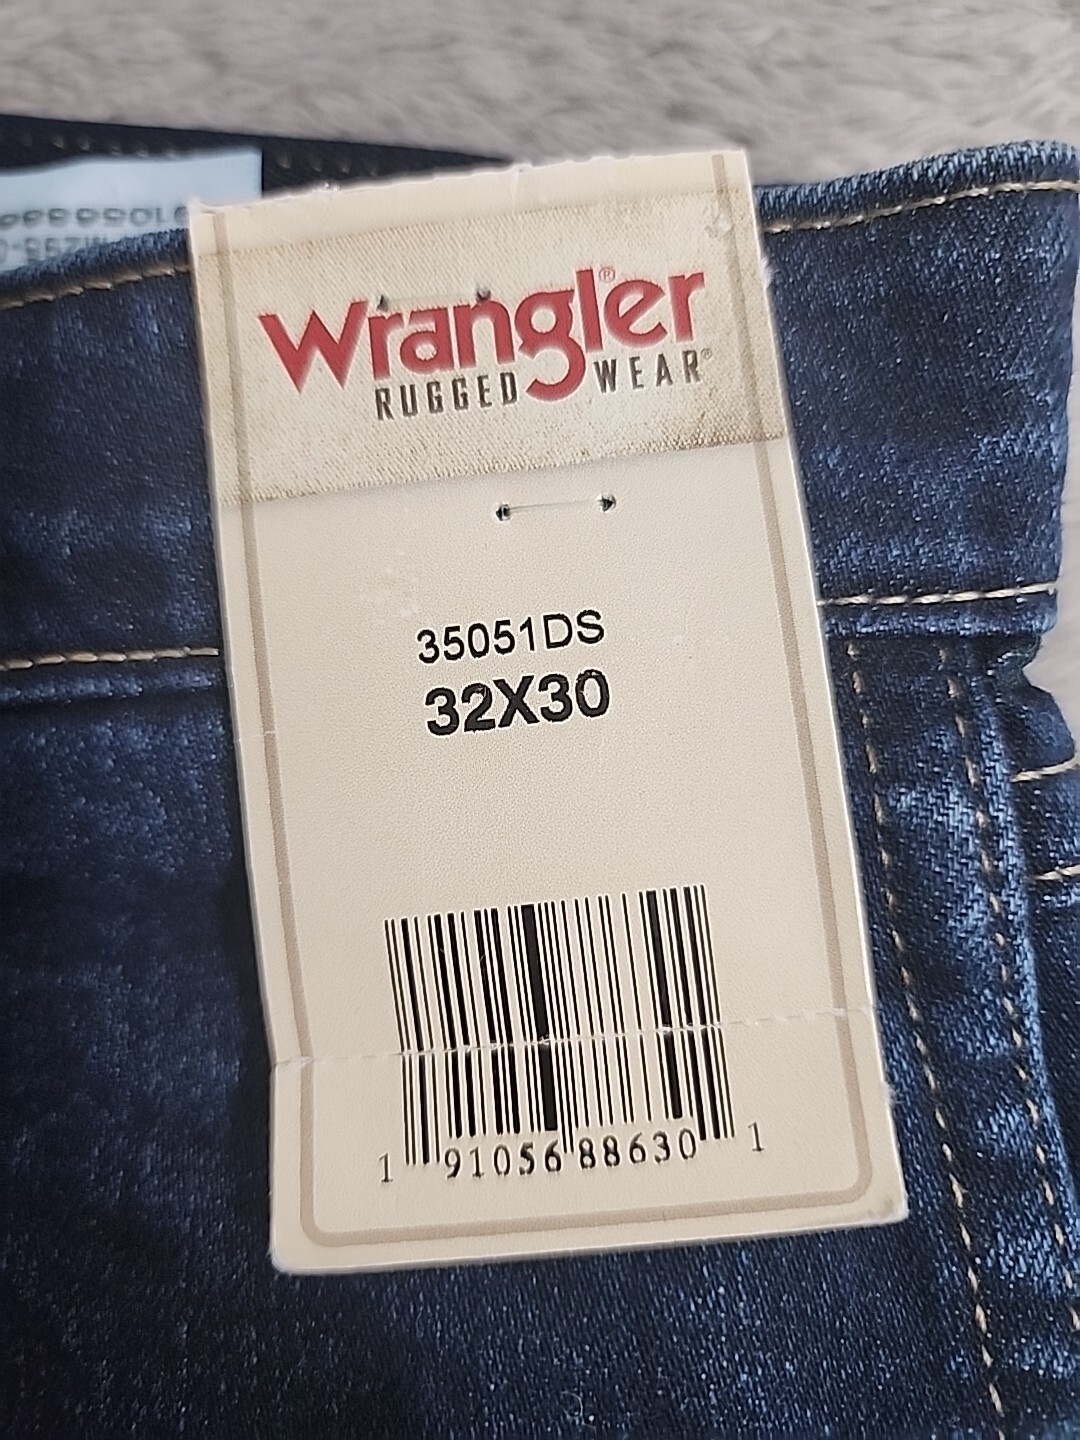 Wrangler®
RUGGED WEAR®
35051DS
32X30
1 91056 88630 1